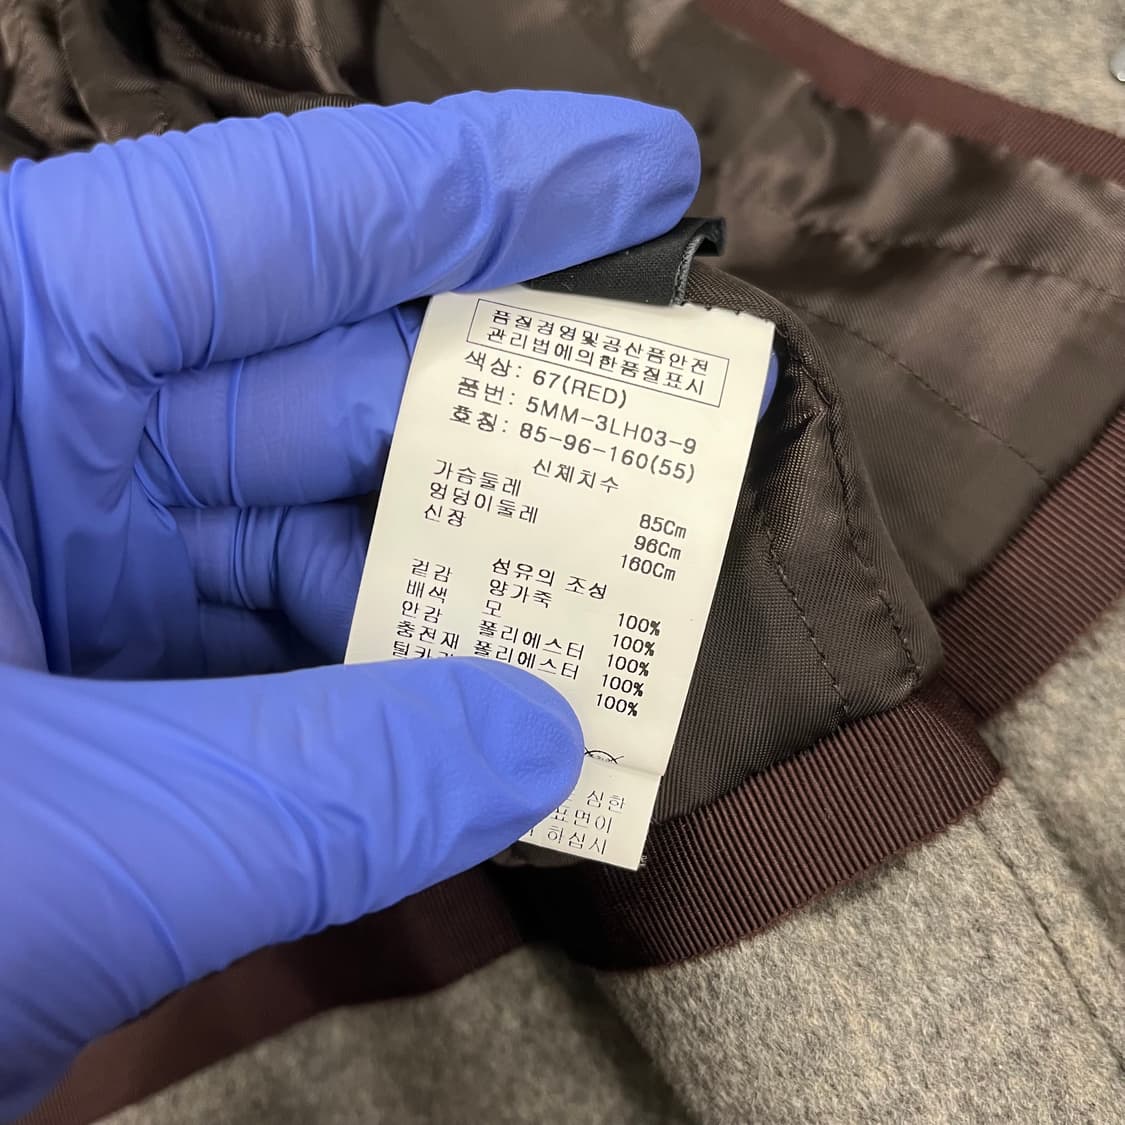 품질경영및공산품안전
관리법에의한품질표시
색상: 67(RED)
품번: 5MM-3LH03-9
호칭: 85-96-160(55)
신체치수
가슴둘레 85Cm
엉덩이둘레 96Cm
신장 160Cm
섬유의 조성
겉감 양가죽 100%
배색 모 100%
안감 폴리에스터 100%
충전재 폴리에스터 100%
100%
심한
표면이
하십시